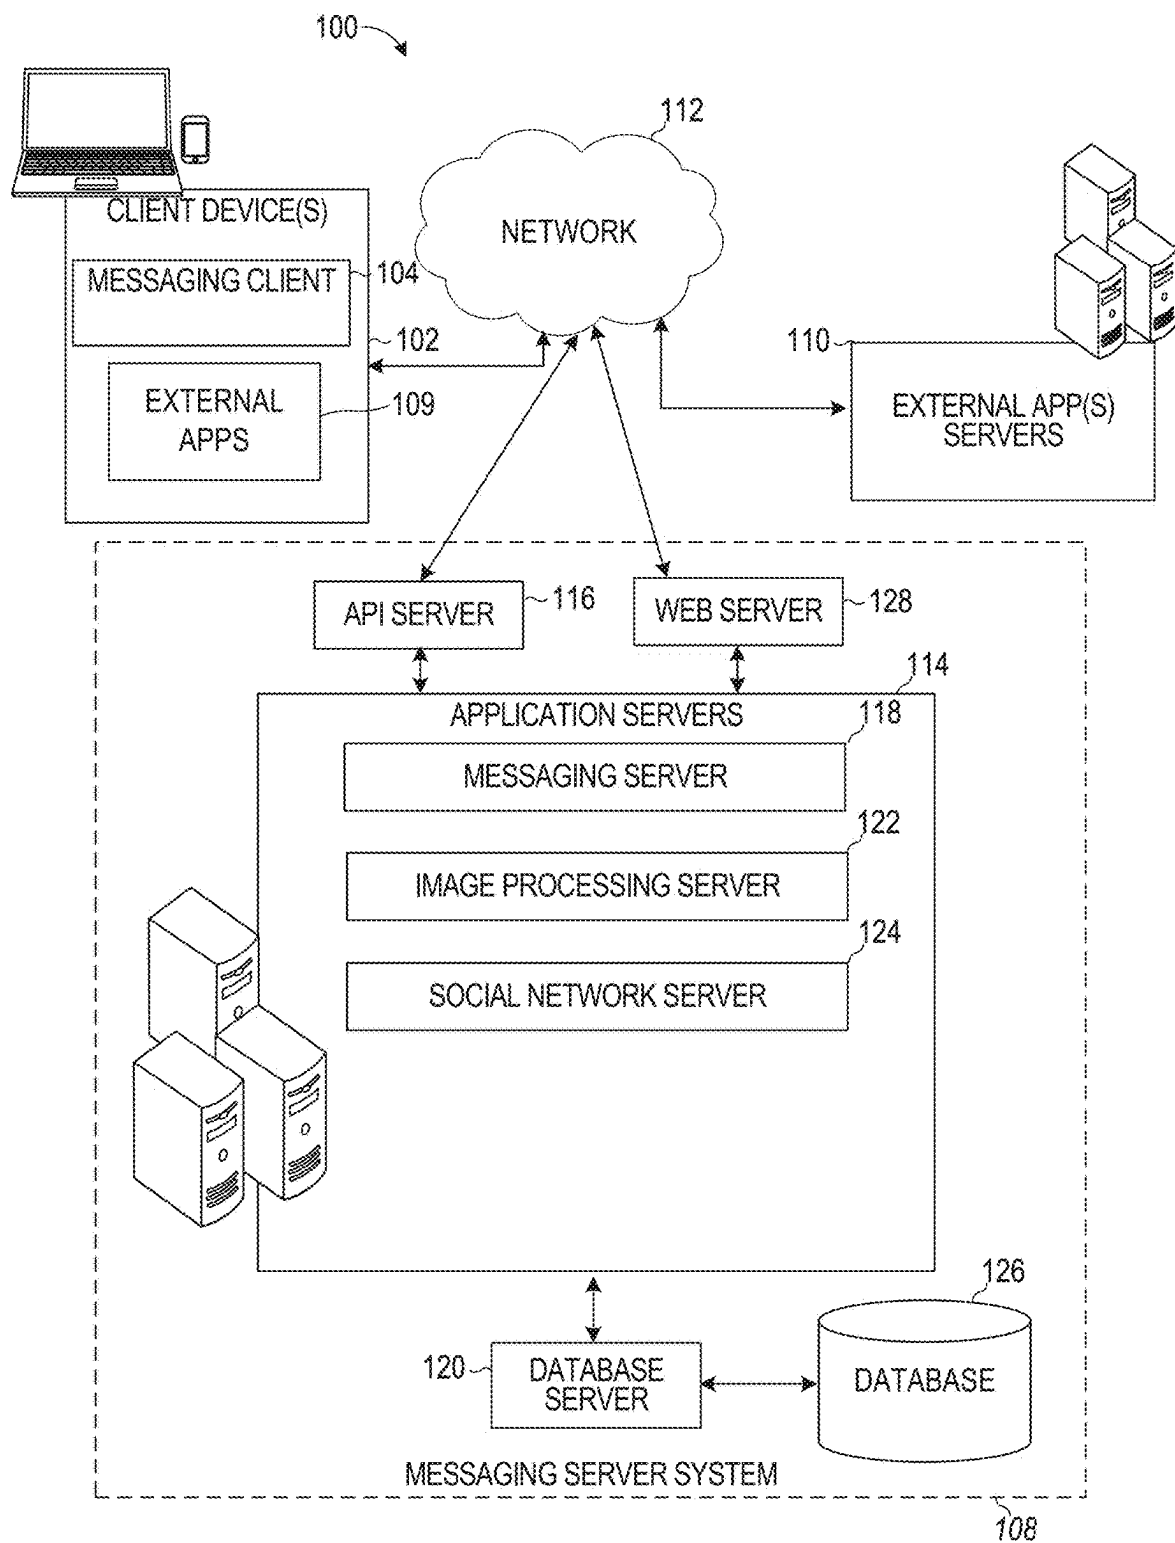 100
112
CLIENT DEVICE(S)
NETWORK
MESSAGING CLIENT
104
102
110
EXTERNAL
APPS
109
EXTERNAL APP(S)
SERVERS
API SERVER
116
WEB SERVER
128
114
APPLICATION SERVERS
118
MESSAGING SERVER
122
IMAGE PROCESSING SERVER
124
SOCIAL NETWORK SERVER
126
120
DATABASE
SERVER
DATABASE
MESSAGING SERVER SYSTEM
108